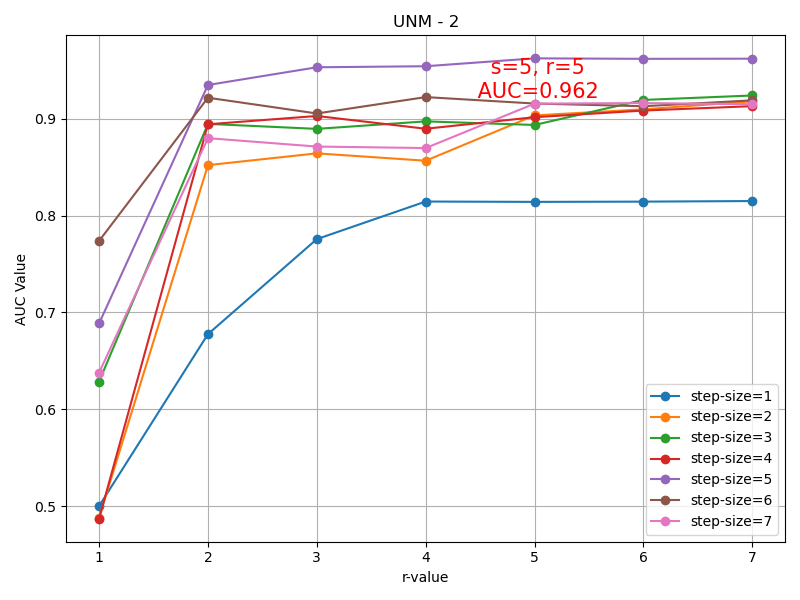 UNM - 2
s=5, r=5
AUC=0.962
AUC Value
0.9
0.8
0.7
0.6
0.5
step-size=1
step-size=2
step-size=3
step-size=4
step-size=5
step-size=6
step-size=7
1 2 3 4 5 6 7
r-value